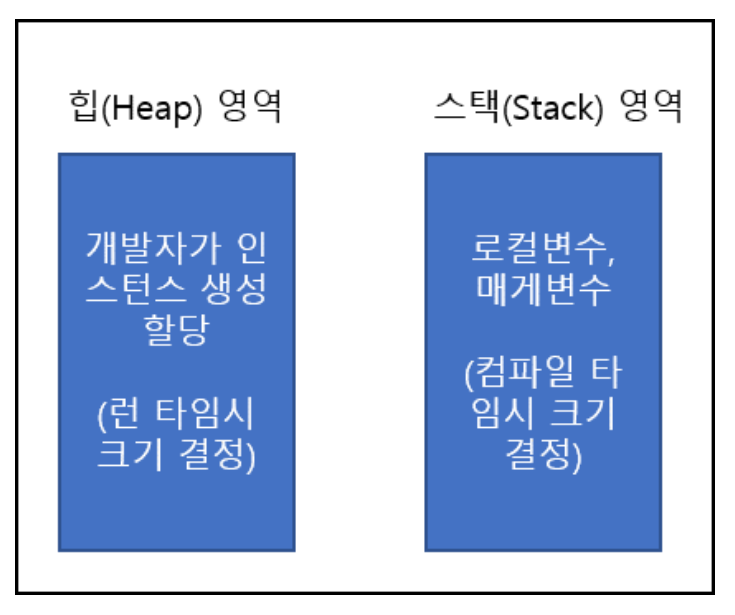 힙(Heap) 영역
개발자가 인
스턴스 생성
할당
(런 타임시
크기 결정)
스택(Stack) 영역
로컬변수,
매게변수
(컴파일 타
임시 크기
결정)